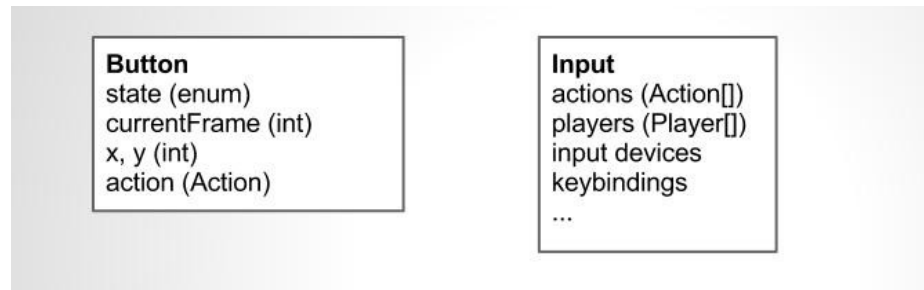 Button
state (enum)
currentFrame (int)
x, y (int)
action (Action)
Input
actions (Action[])
players (Player[])
input devices
keybindings
...